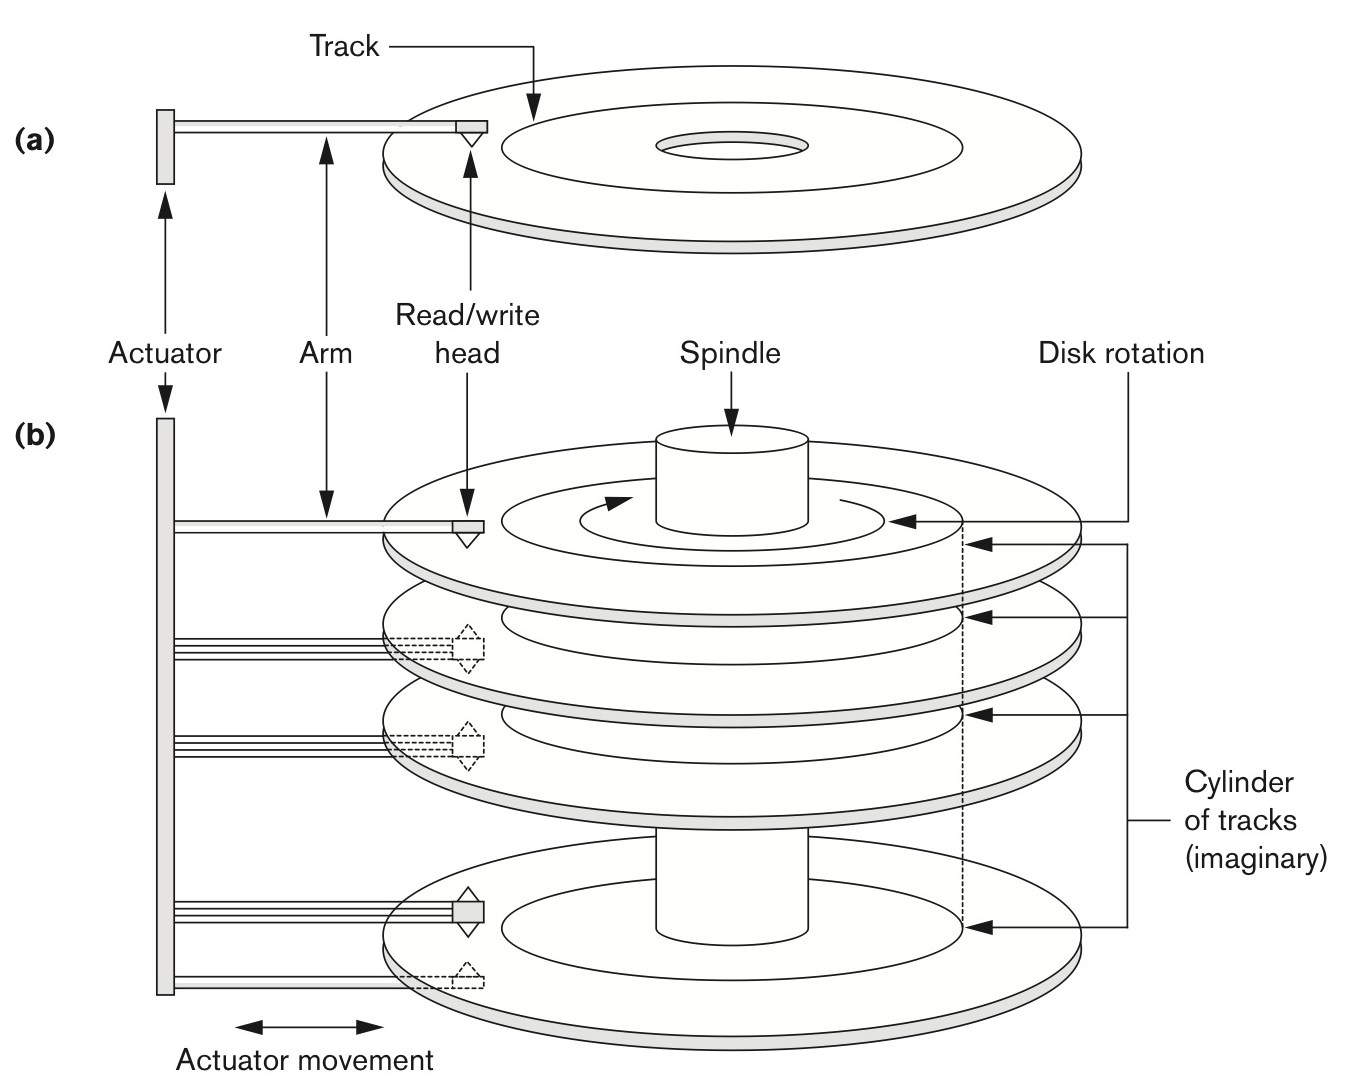 Track
(a)
Read/write
head
Actuator
Arm
Spindle
Disk rotation
(b)
Cylinder
of tracks
(imaginary)
Actuator movement